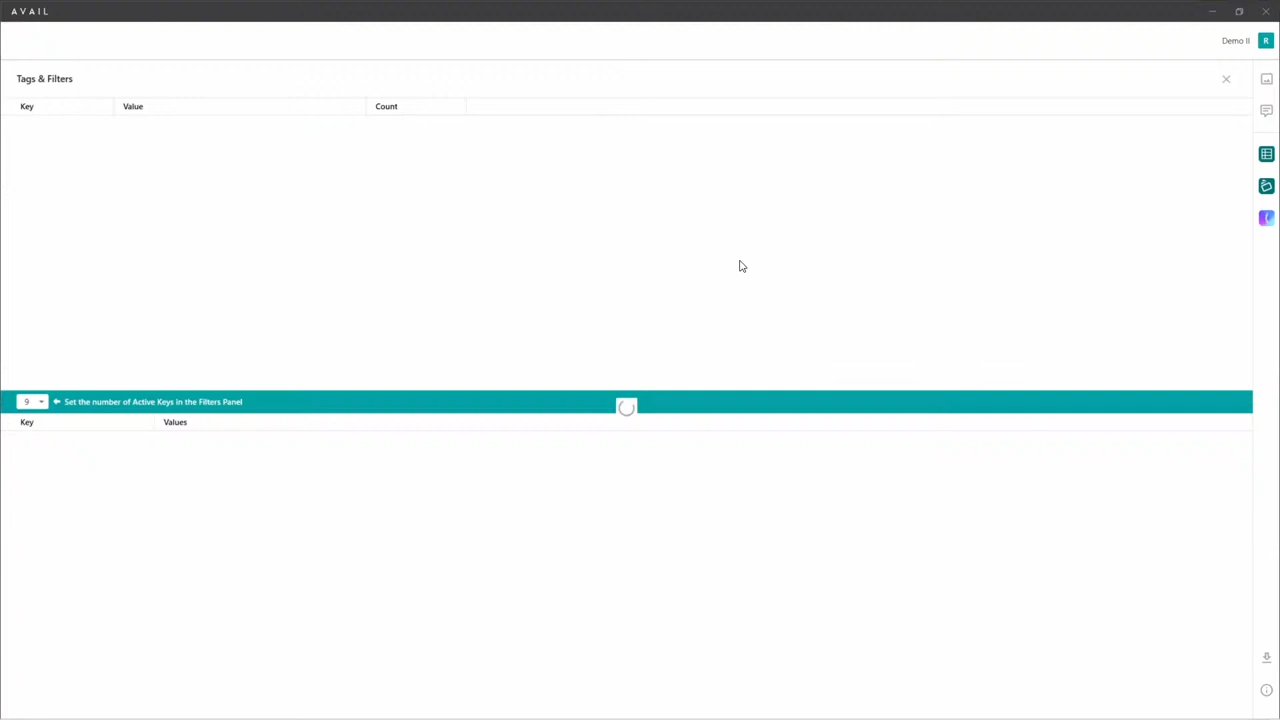 AVAIL
Demo II R
Tags & Filters
Key Value Count
9 Set the number of Active Keys in the Filters Panel
Key Values